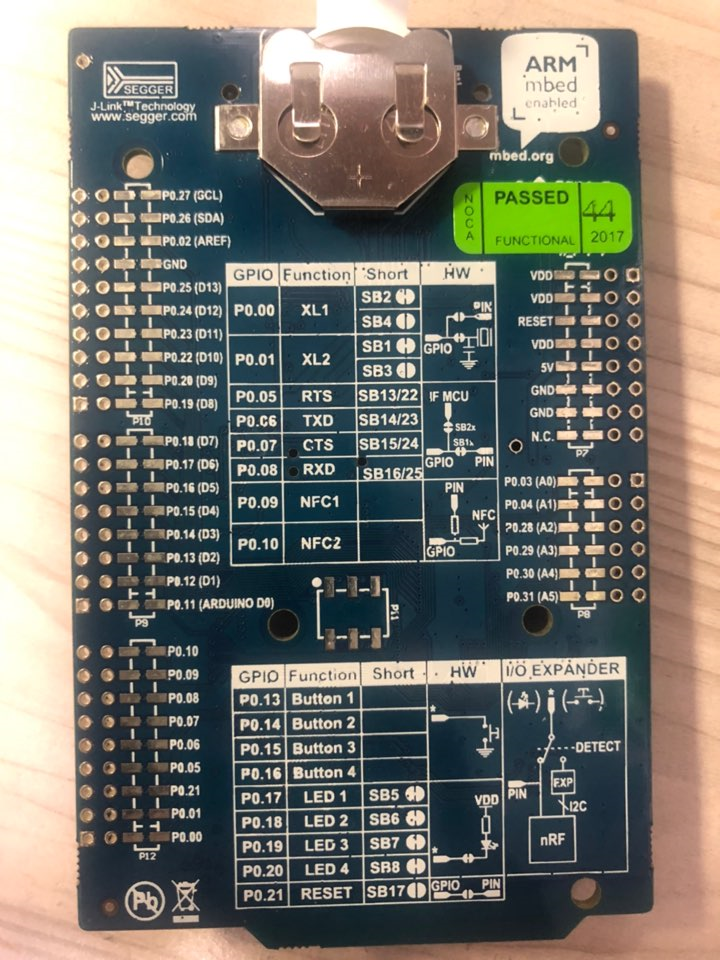 SEGGER
J-Link™Technology
www.segger.com
ARM
mbed
enabled
mbed.org
NOCA
PASSED
FUNCTIONAL
44
2017
P0.27 (GCL)
P0.26 (SDA)
P0.02 (AREF)
GND
P0.25 (D13)
P0.24 (D12)
P0.23 (D11)
P0.22 (D10)
P0.20 (D9)
P0.19 (D8)
P10
P0.18 (D7)
P0.17 (D6)
P0.16 (D5)
P0.15 (D4)
P0.14 (D3)
P0.13 (D2)
P0.12 (D1)
P0.11 (ARDUINO D0)
P9
P0.10
P0.09
P0.08
P0.07
P0.06
P0.05
P0.21
P0.01
P0.00
P12
GPIO Function Short HW
P0.00 XL1 SB2
SB4
P0.01 XL2 SB1
SB3
PIN
GPIO
P0.05 RTS SB13/22
P0.06 TXD SB14/23
P0.07 CTS SB15/24
P0.08 RXD SB16/25
IF MCU
SB2x
SB1x
GPIO PIN
P0.09 NFC1
P0.10 NFC2
PIN
NFC
GPIO
P11
VDD
VDD
RESET
VDD
5V
GND
GND
N.C.
P7
P0.03 (A0)
P0.04 (A1)
P0.28 (A2)
P0.29 (A3)
P0.30 (A4)
P0.31 (A5)
P8
GPIO Function Short HW I/O EXPANDER
P0.13 Button 1
P0.14 Button 2
P0.15 Button 3
P0.16 Button 4
P0.17 LED 1 SB5
P0.18 LED 2 SB6
P0.19 LED 3 SB7
P0.20 LED 4 SB8
P0.21 RESET SB17
VDD
GPIO PIN
DETECT
PIN
EXP
I2C
nRF
Pb